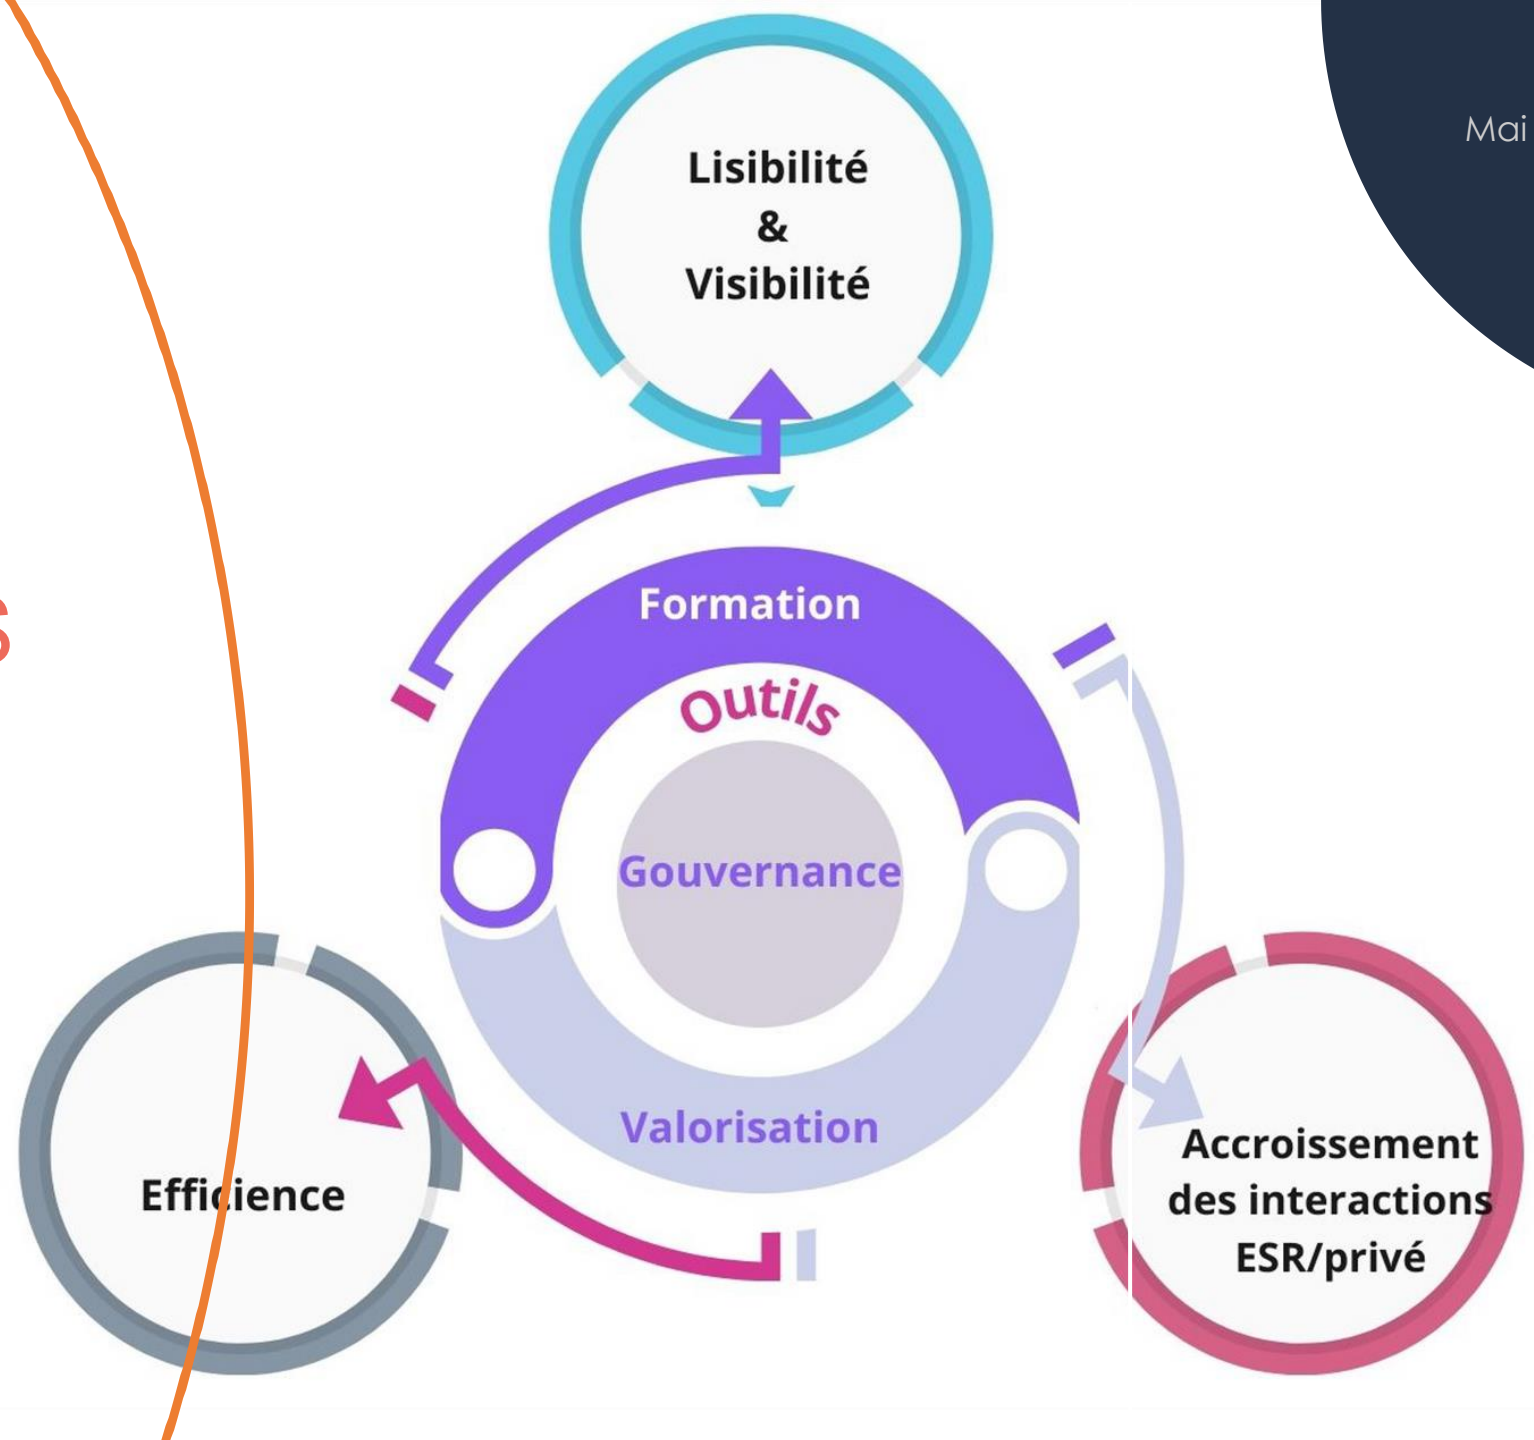 Mai
Lisibilité
&
Visibilité
s
Formation
Outils
Gouvernance
Valorisation
Efficience
Accroissement
des interactions
ESR/privé